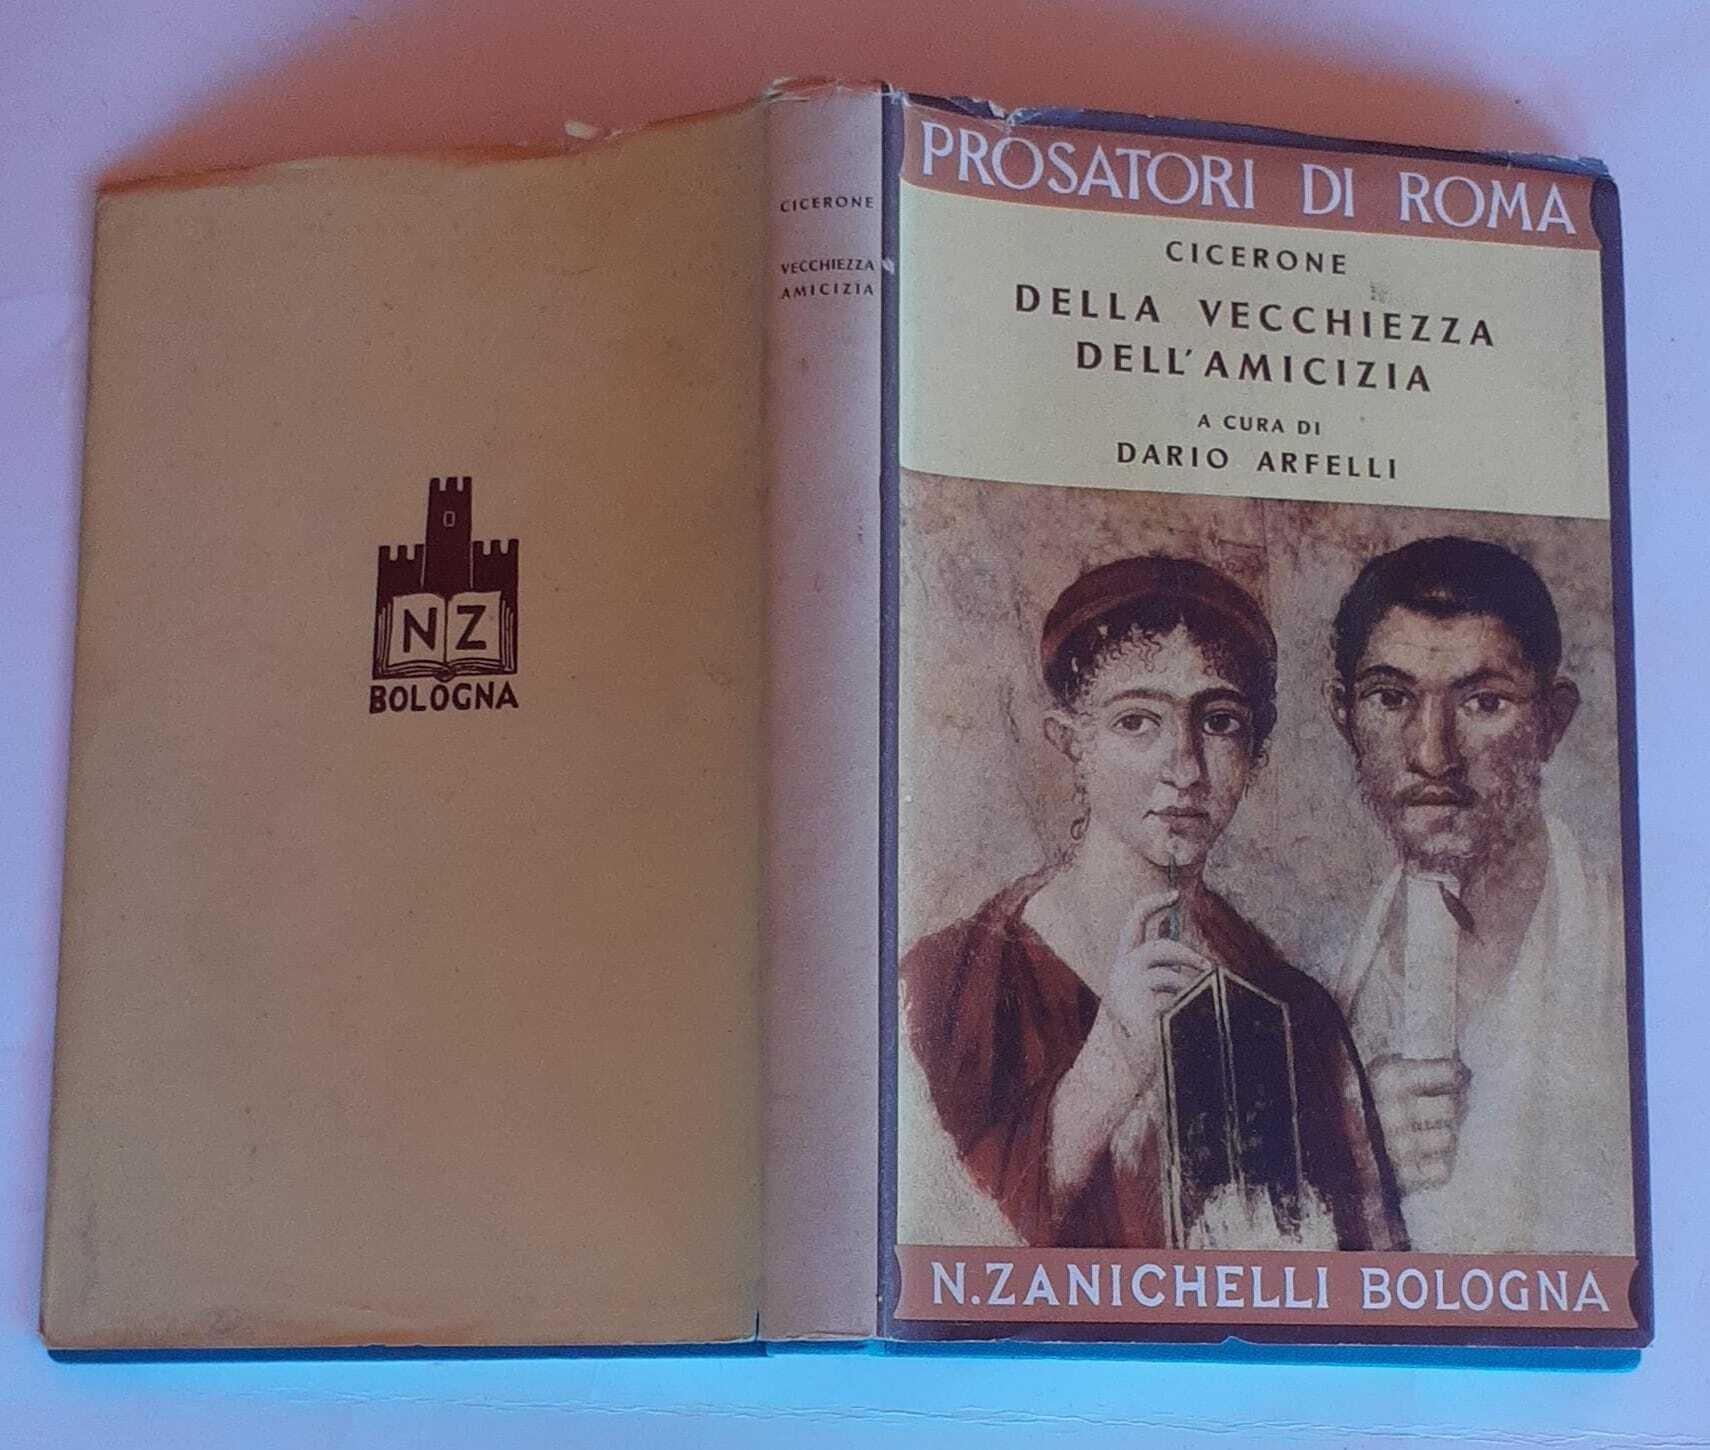 NZ
BOLOGNA
CICERONE
VECCHIEZZA
AMICIZIA
PROSATORI DI ROMA
CICERONE
DELLA VECCHIEZZA
DELL'AMICIZIA
A CURA DI
DARIO ARFELLI
N.ZANICHELLI BOLOGNA